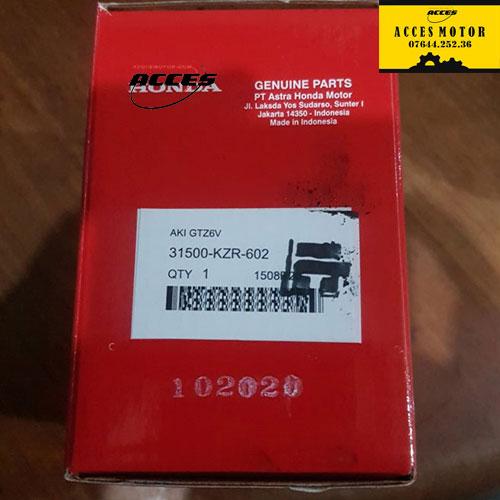 ACCES
ACCES MOTOR
07644.252.36
ACCES
HONDA
GENUINE PARTS
PT Astra Honda Motor
Jl. Laksda Yos Sudarso, Sunter I
Jakarta 14350 - Indonesia
Made in Indonesia
AKI GTZ6V
31500-KZR-602
QTY 1
102020